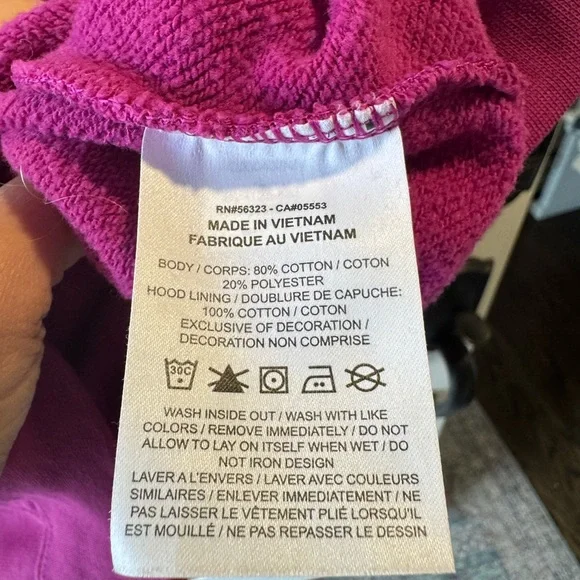 RN#56323 - CA#05553
MADE IN VIETNAM
FABRIQUE AU VIETNAM
BODY / CORPS: 80% COTTON / COTON
20% POLYESTER
HOOD LINING / DOUBLURE DE CAPUCHE:
100% COTTON / COTON
EXCLUSIVE OF DECORATION /
DECORATION NON COMPRISE
30C
WASH INSIDE OUT / WASH WITH LIKE
COLORS / REMOVE IMMEDIATELY / DO NOT
ALLOW TO LAY ON ITSELF WHEN WET / DO
NOT IRON DESIGN
LAVER A L'ENVERS / LAVER AVEC COULEURS
SIMILAIRES / ENLEVER IMMEDIATEMENT / NE
PAS LAISSER LE VÊTEMENT PLIÉ LORSQU'IL
EST MOUILLÉ / NE PAS REPASSER LE DESSIN